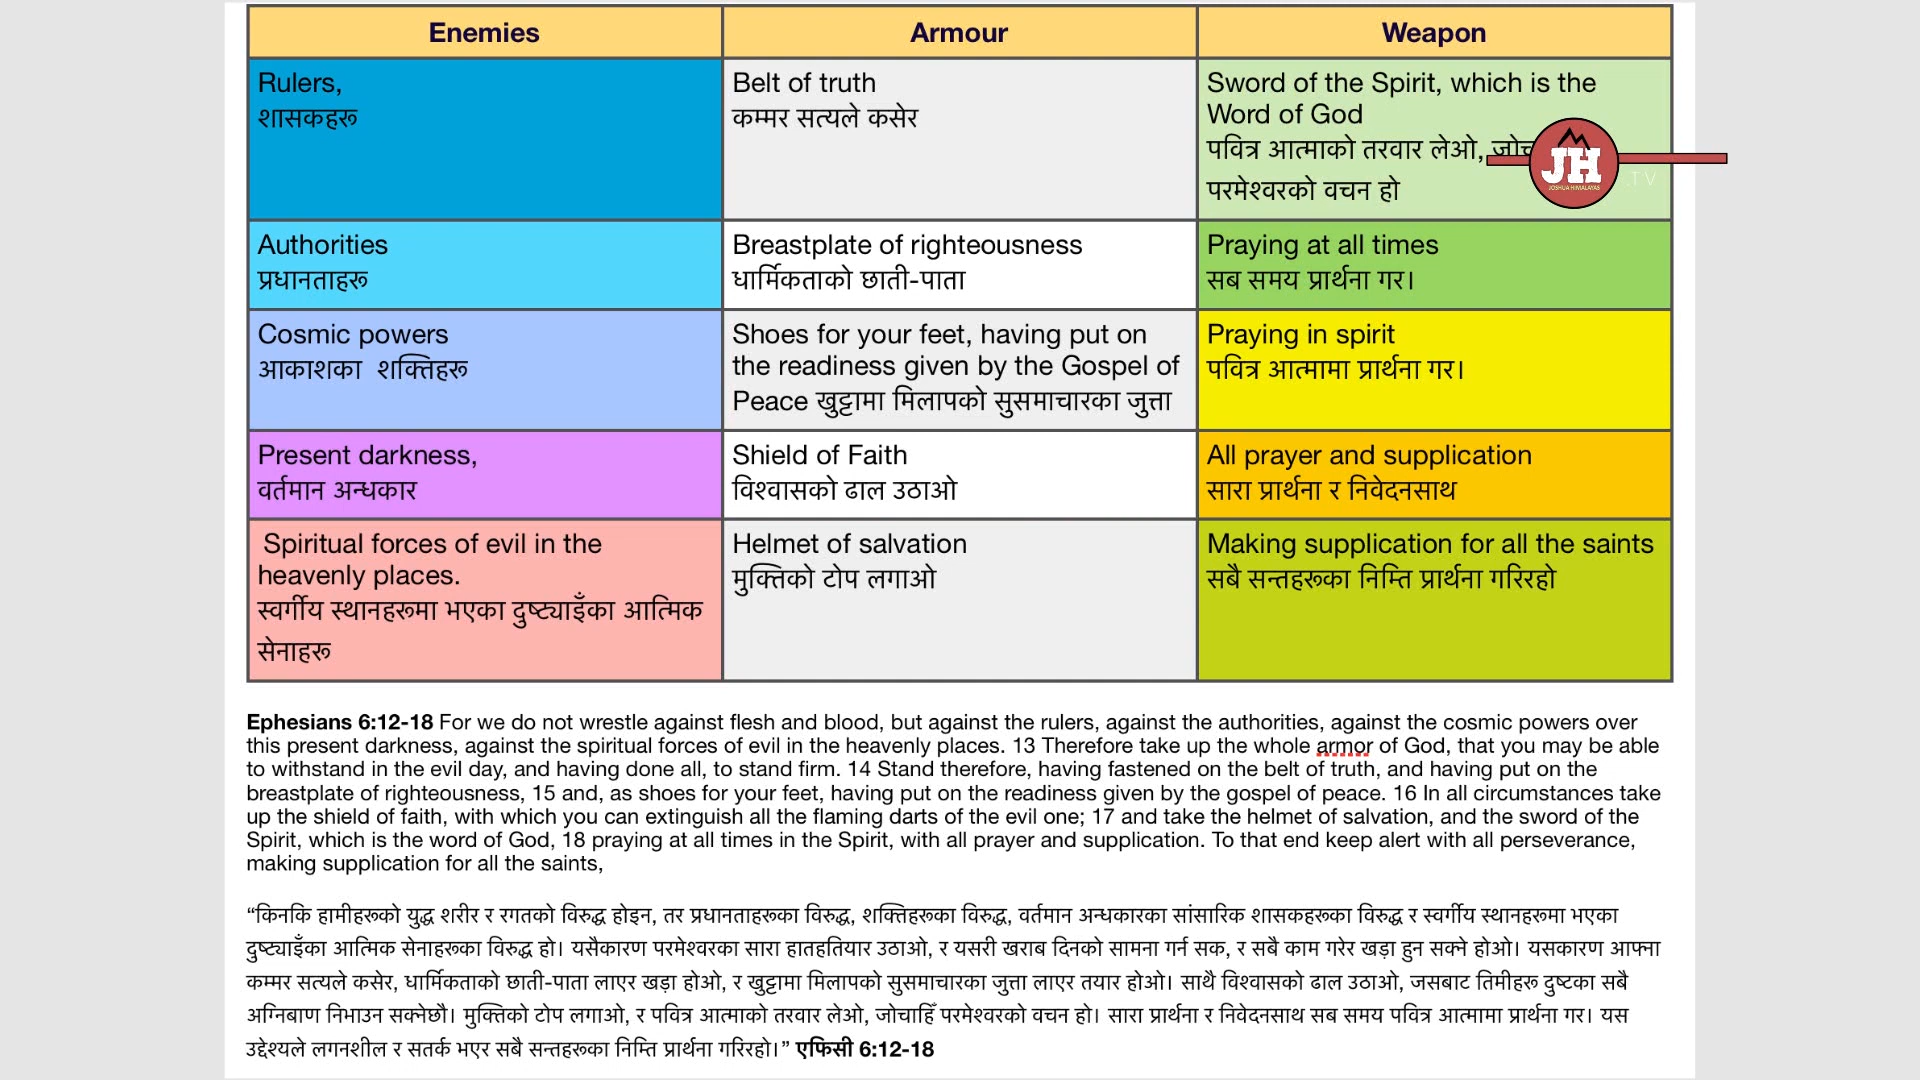 Enemies
Armour
Weapon
Rulers,
शासकहरू
Belt of truth
कम्मर सत्यले कसेर
Sword of the Spirit, which is the
Word of God
पवित्र आत्माको तरवार लेओ,
परमेश्वरको वचन हो
JH
JOSHUA HIMALAYAS
.TV
Authorities
प्रधानताहरू
Breastplate of righteousness
धार्मिकताको छाती-पाता
Praying at all times
सब समय प्रार्थना गर।
Cosmic powers
आकाशका शक्तिहरू
Shoes for your feet, having put on
the readiness given by the Gospel of
Peace खुट्टामा मिलापको सुसमाचारका जुत्ता
Praying in spirit
पवित्र आत्मामा प्रार्थना गर।
Present darkness,
वर्तमान अन्धकार
Shield of Faith
विश्वासको ढाल उठाओ
All prayer and supplication
सारा प्रार्थना र निवेदनसाथ
Spiritual forces of evil in the
heavenly places.
स्वर्गीय स्थानहरूमा भएका दुष्ट्याइँका आत्मिक
सेनाहरू
Helmet of salvation
मुक्तिको टोप लगाओ
Making supplication for all the saints
सबै सन्तहरूका निम्ति प्रार्थना गरिरहो
Ephesians 6:12-18 For we do not wrestle against flesh and blood, but against the rulers, against the authorities, against the cosmic powers over
this present darkness, against the spiritual forces of evil in the heavenly places. 13 Therefore take up the whole armor of God, that you may be able
to withstand in the evil day, and having done all, to stand firm. 14 Stand therefore, having fastened on the belt of truth, and having put on the
breastplate of righteousness, 15 and, as shoes for your feet, having put on the readiness given by the gospel of peace. 16 In all circumstances take
up the shield of faith, with which you can extinguish all the flaming darts of the evil one; 17 and take the helmet of salvation, and the sword of the
Spirit, which is the word of God, 18 praying at all times in the Spirit, with all prayer and supplication. To that end keep alert with all perseverance,
making supplication for all the saints,
“किनकि हामीहरूको युद्ध शरीर र रगतको विरुद्ध होइन, तर प्रधानताहरूका विरुद्ध, शक्तिहरूका विरुद्ध, वर्तमान अन्धकारका सांसारिक शासकहरूका विरुद्ध र स्वर्गीय स्थानहरूमा भएका
दुष्ट्याइँका आत्मिक सेनाहरूका विरुद्ध हो। यसैकारण परमेश्वरका सारा हातहतियार उठाओ, र यसरी खराब दिनको सामना गर्न सक, र सबै काम गरेर खड़ा हुन सक्ने होओ। यसकारण आफ्ना
कम्मर सत्यले कसेर, धार्मिकताको छाती-पाता लाएर खड़ा होओ, र खुट्टामा मिलापको सुसमाचारका जुत्ता लाएर तयार होओ। साथै विश्वासको ढाल उठाओ, जसबाट तिमीहरू दुष्टका सबै
अग्निबाण निभाउन सक्नेछौ। मुक्तिको टोप लगाओ, र पवित्र आत्माको तरवार लेओ, जोचाहिँ परमेश्वरको वचन हो। सारा प्रार्थना र निवेदनसाथ सब समय पवित्र आत्मामा प्रार्थना गर। यस
उद्देश्यले लगनशील र सतर्क भएर सबै सन्तहरूका निम्ति प्रार्थना गरिरहो।” एफिसी 6:12-18